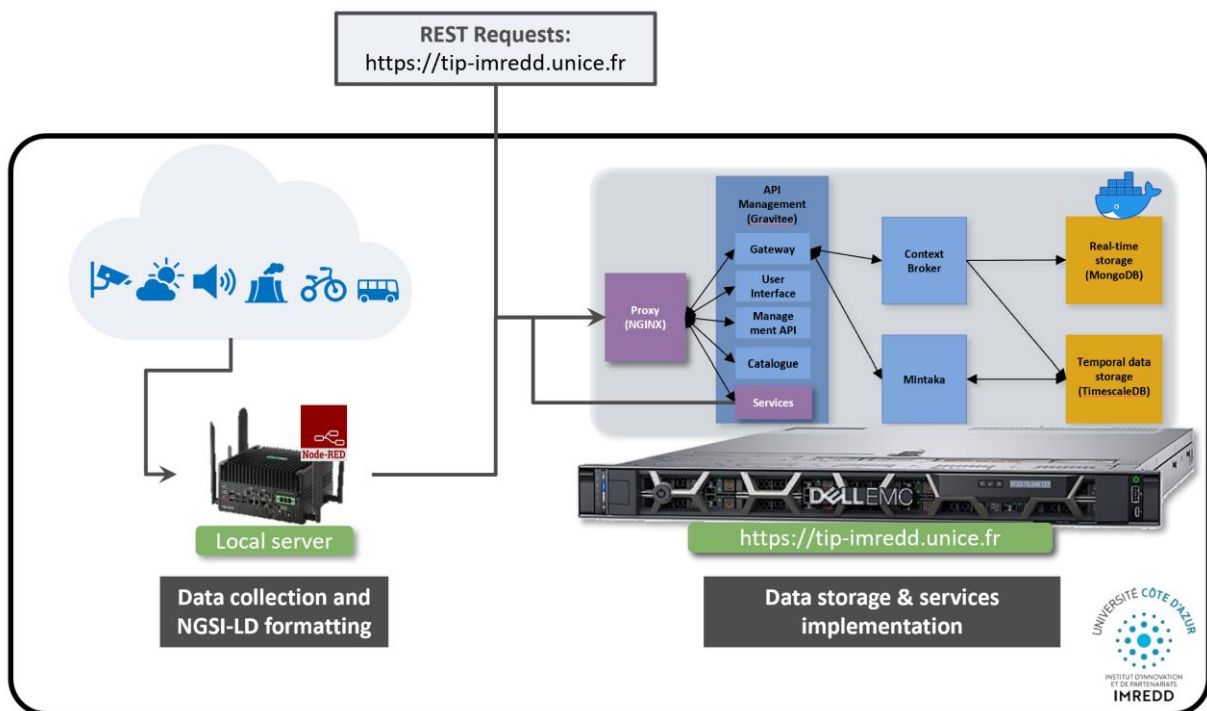 REST Requests:
https://tip-imredd.unice.fr
API
Management
(Gravitee)
Gateway
User
Interface
Manage
ment API
Catalogue
Services
Proxy
(NGINX)
Context
Broker
Mintaka
Real-time
storage
(MongoDB)
Temporal data
storage
(TimescaleDB)
Node-RED
Local server
Data collection and
NGSI-LD formatting
DELLEMC
https://tip-imredd.unice.fr
Data storage & services
implementation
UNIVERSITÉ CÔTE D'AZUR
INSTITUT D'INNOVATION
ET DE PARTENARIATS
IMREDD